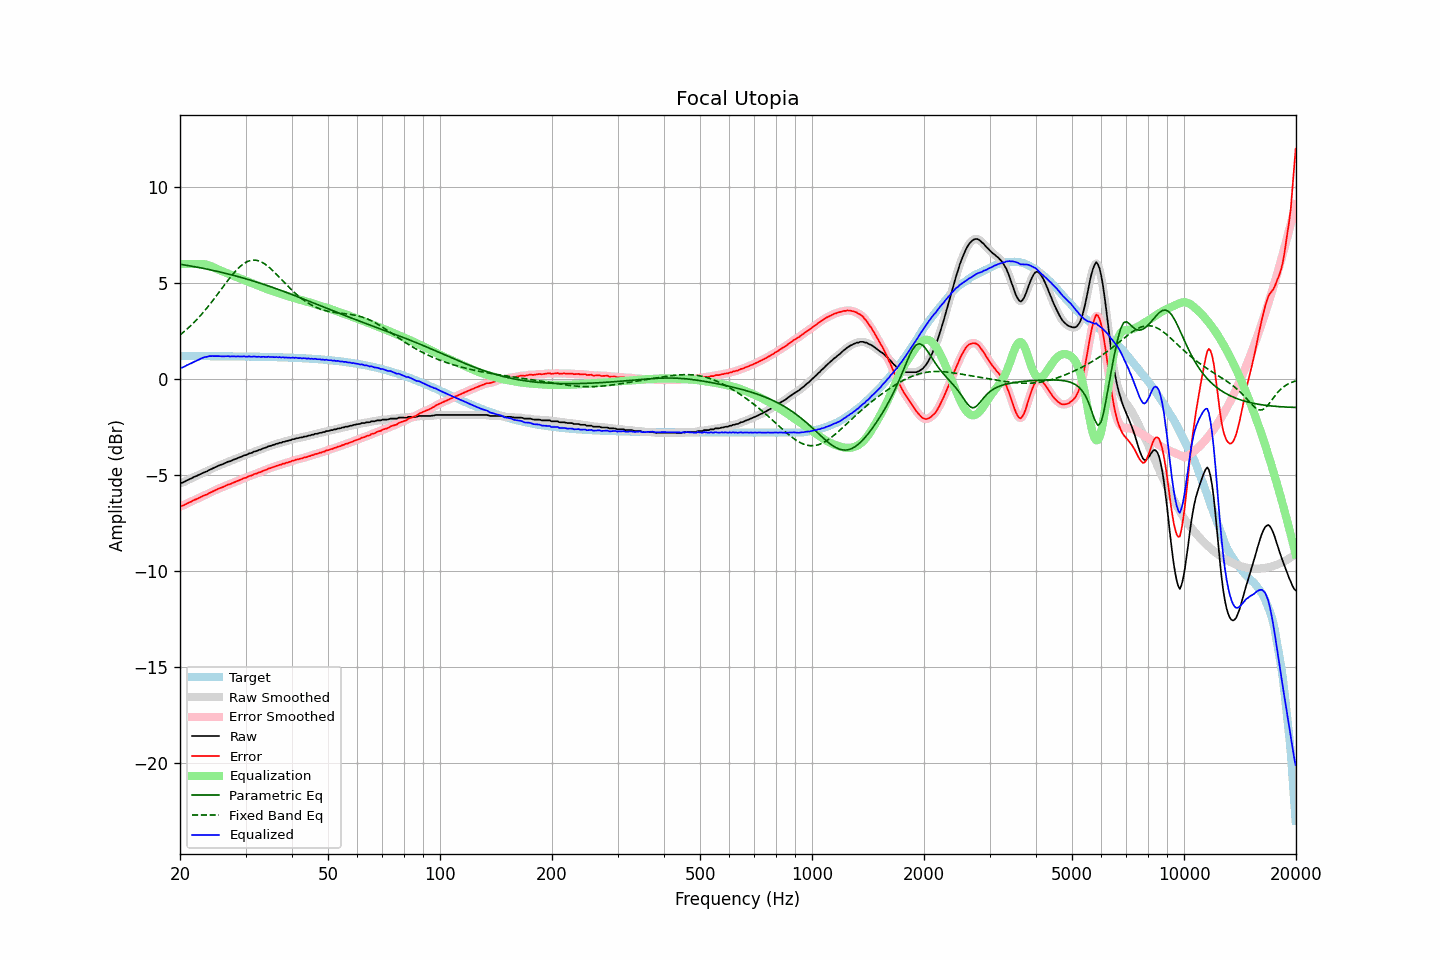 Focal Utopia
10
5
0
−5
−10
−15
−20
Amplitude (dBr)
Target
Raw Smoothed
Error Smoothed
Raw
Error
Equalization
Parametric Eq
Fixed Band Eq
Equalized
20 50 100 200 500 1000 2000 5000 10000 20000
Frequency (Hz)